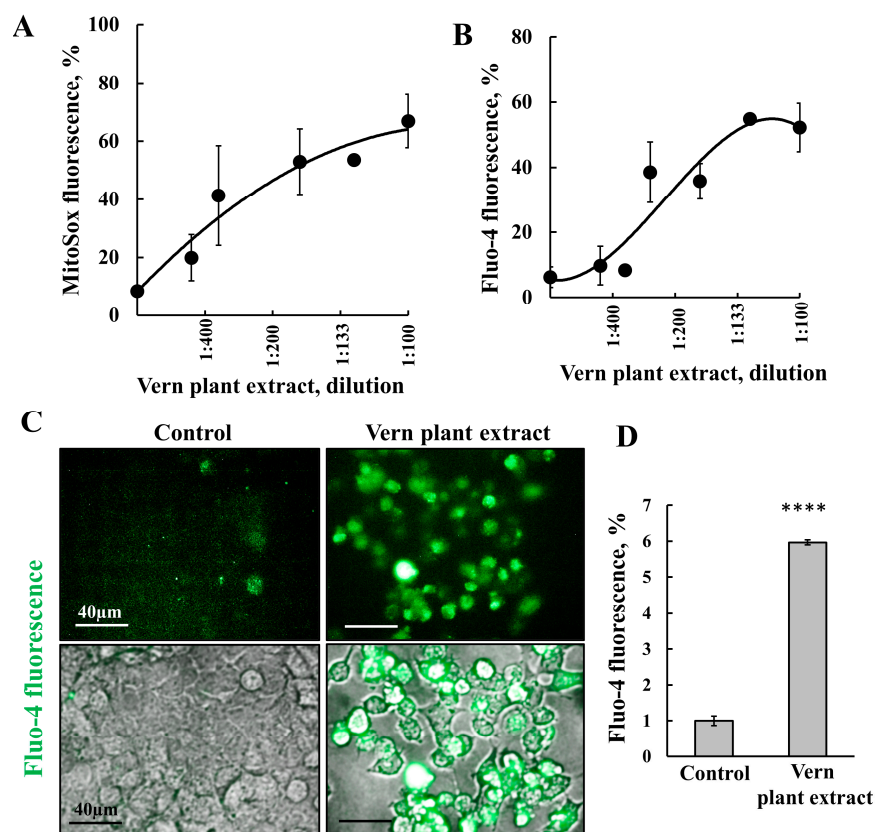 A
MitoSox fluorescence, %
100
80
60
40
20
0
1:400
1:200
1:133
1:100
Vern plant extract, dilution
B
Fluo-4 fluorescence, %
80
60
40
20
0
1:400
1:200
1:133
1:100
Vern plant extract, dilution
C
Control
Vern plant extract
Fluo-4 fluorescence
40μm
40μm
D
Fluo-4 fluorescence, %
7
6
5
4
3
2
1
0
****
Control
Vern
plant extract